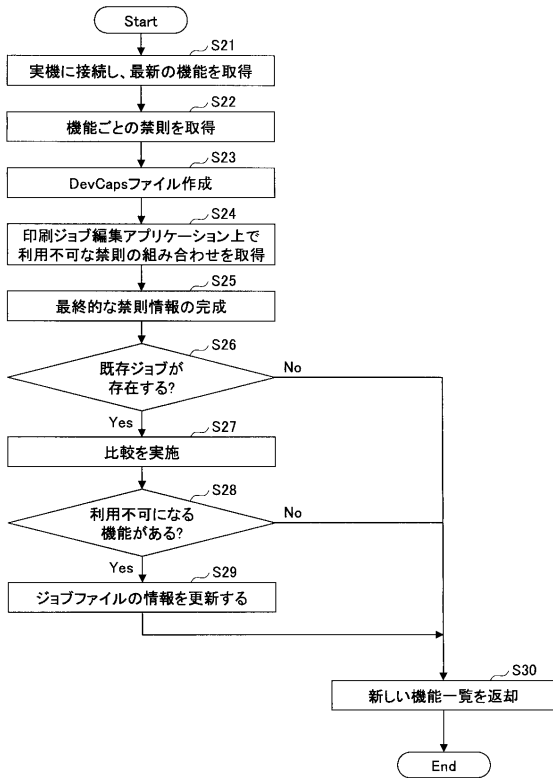 Start
S21
実機に接続し、最新の機能を取得
S22
機能ごとの禁則を取得
S23
DevCapsファイル作成
S24
印刷ジョブ編集アプリケーション上で
利用不可な禁則の組み合わせを取得
S25
最終的な禁則情報の完成
S26
既存ジョブが
存在する?
No
Yes
S27
比較を実施
S28
利用不可になる
機能がある?
No
Yes
S29
ジョブファイルの情報を更新する
S30
新しい機能一覧を返却
End